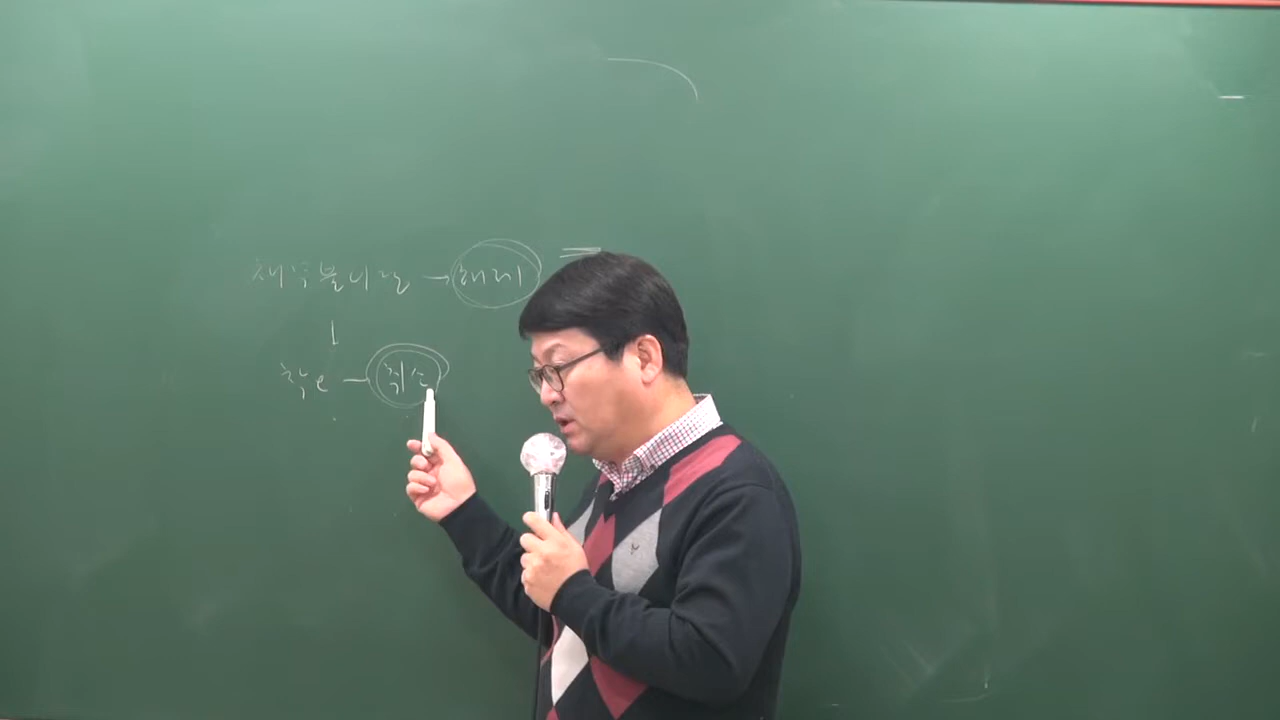 채무불이행 → 해제
↓
착오 — 취소